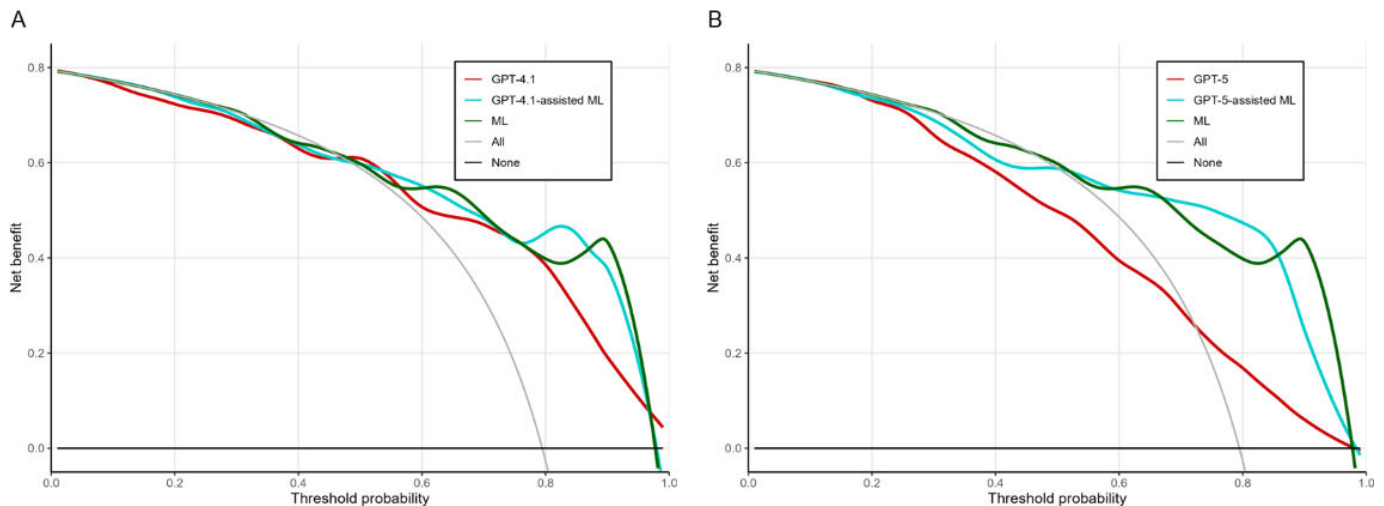 A
Net benefit
0.8
0.6
0.4
0.2
0.0
GPT-4.1
GPT-4.1-assisted ML
ML
All
None
0.0 0.2 0.4 0.6 0.8 1.0
Threshold probability
B
Net benefit
0.8
0.6
0.4
0.2
0.0
GPT-5
GPT-5-assisted ML
ML
All
None
0.0 0.2 0.4 0.6 0.8 1.0
Threshold probability